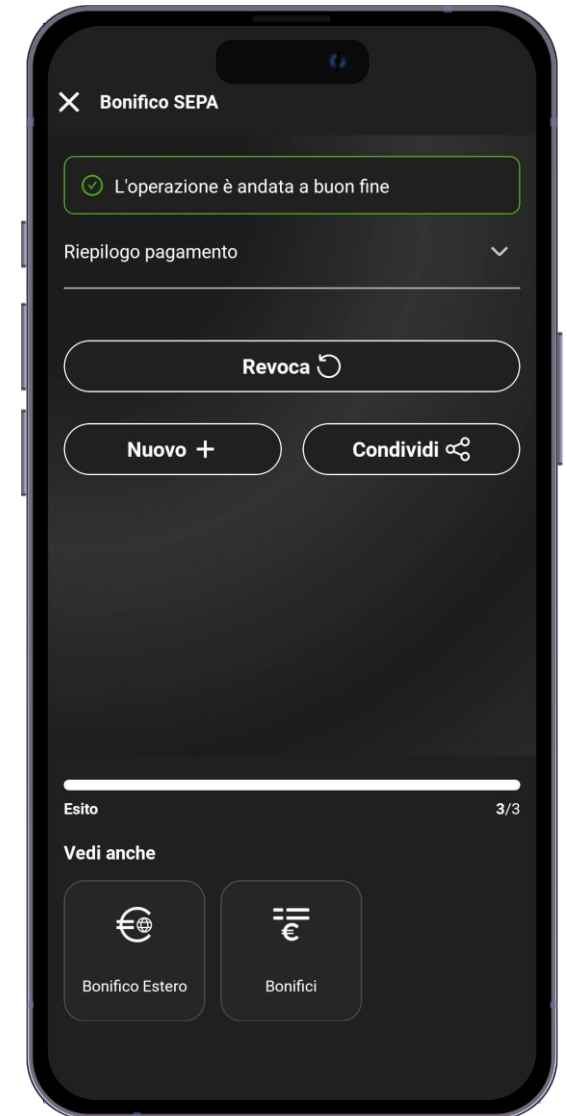 Bonifico SEPA
L'operazione è andata a buon fine
Riepilogo pagamento
Revoca
Nuovo
Condividi
Esito 3/3
Vedi anche
Bonifico Estero
Bonifici